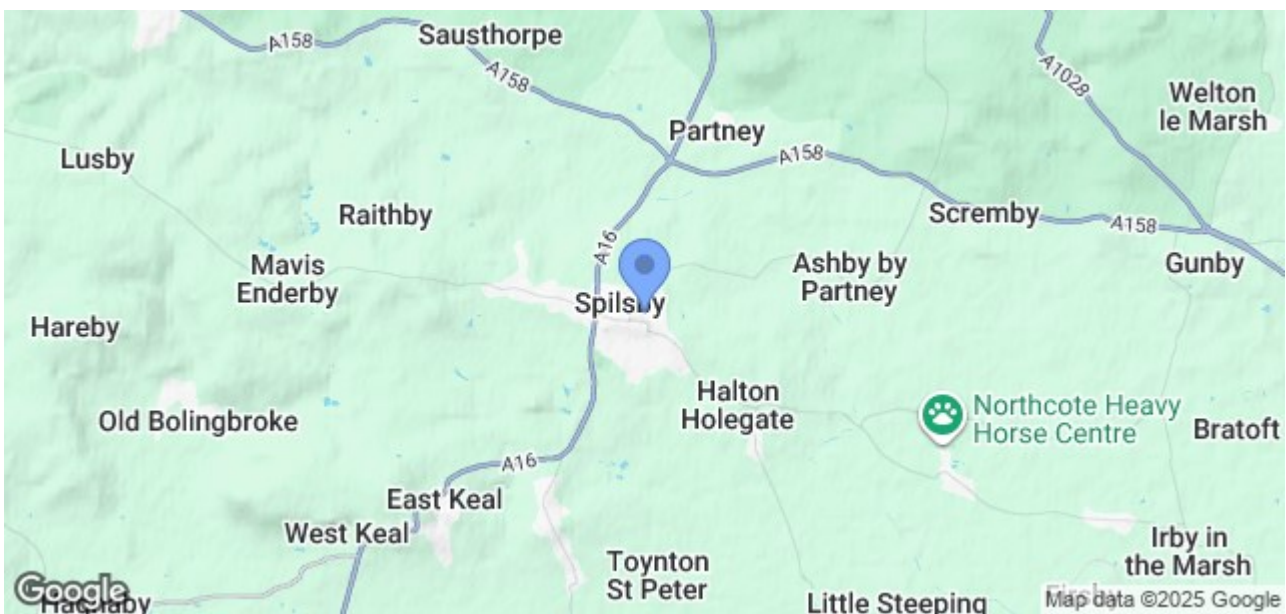 A158
Sausthorpe
A158
A1028
Welton
le Marsh
Partney
A158
Lusby
Raithby
Scremby
A158
A16
Mavis
Enderby
Ashby by
Partney
Gunby
Spilsby
Hareby
Halton
Holegate
Northcote Heavy
Horse Centre
Old Bolingbroke
Bratoft
A16
East Keal
West Keal
Irby in
the Marsh
Toynton
St Peter
Google
Little Steeping
Map data ©2025 Google